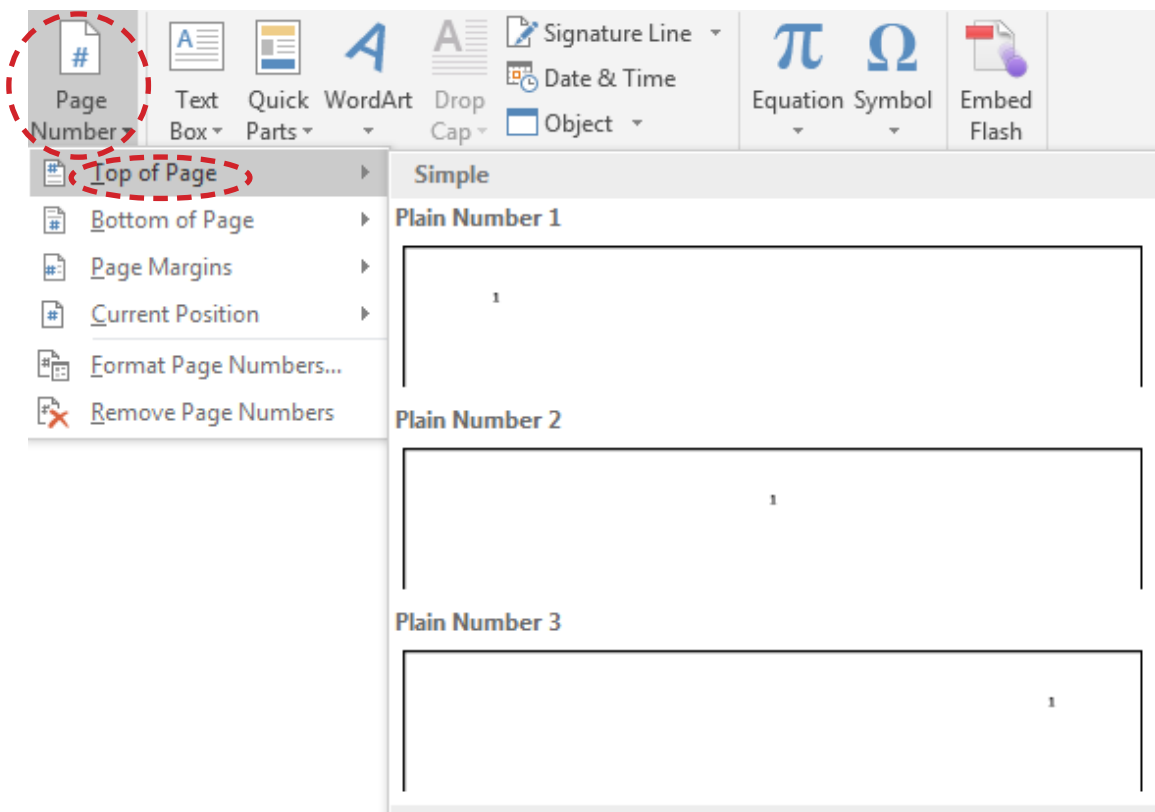 Page Number
Text Box
Quick Parts
WordArt
Drop Cap
Signature Line
Date & Time
Object
π
Equation
Ω
Symbol
Embed Flash
Top of Page
Bottom of Page
Page Margins
Current Position
Format Page Numbers...
Remove Page Numbers
Simple
Plain Number 1
1
Plain Number 2
1
Plain Number 3
1